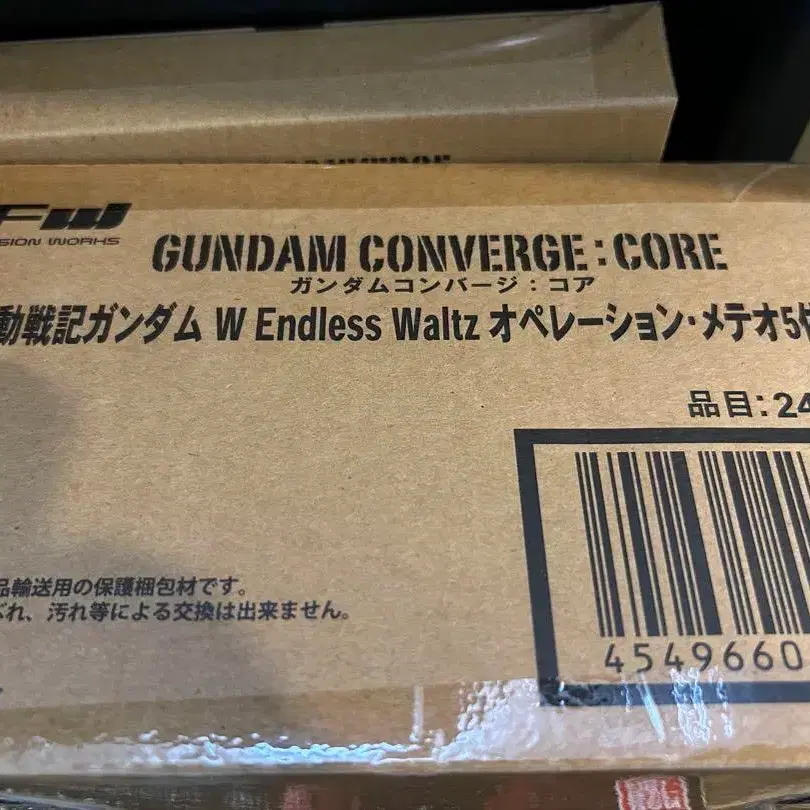 FW
SION WORKS
GUNDAM CONVERGE:CORE
ガンダムコンバージ：コア
動戦記ガンダム W Endless Waltz オペレーション・メテオ5
品目：24
品輸送用の保護梱包材です。
ぶれ、汚れ等による交換は出来ません。
4549660